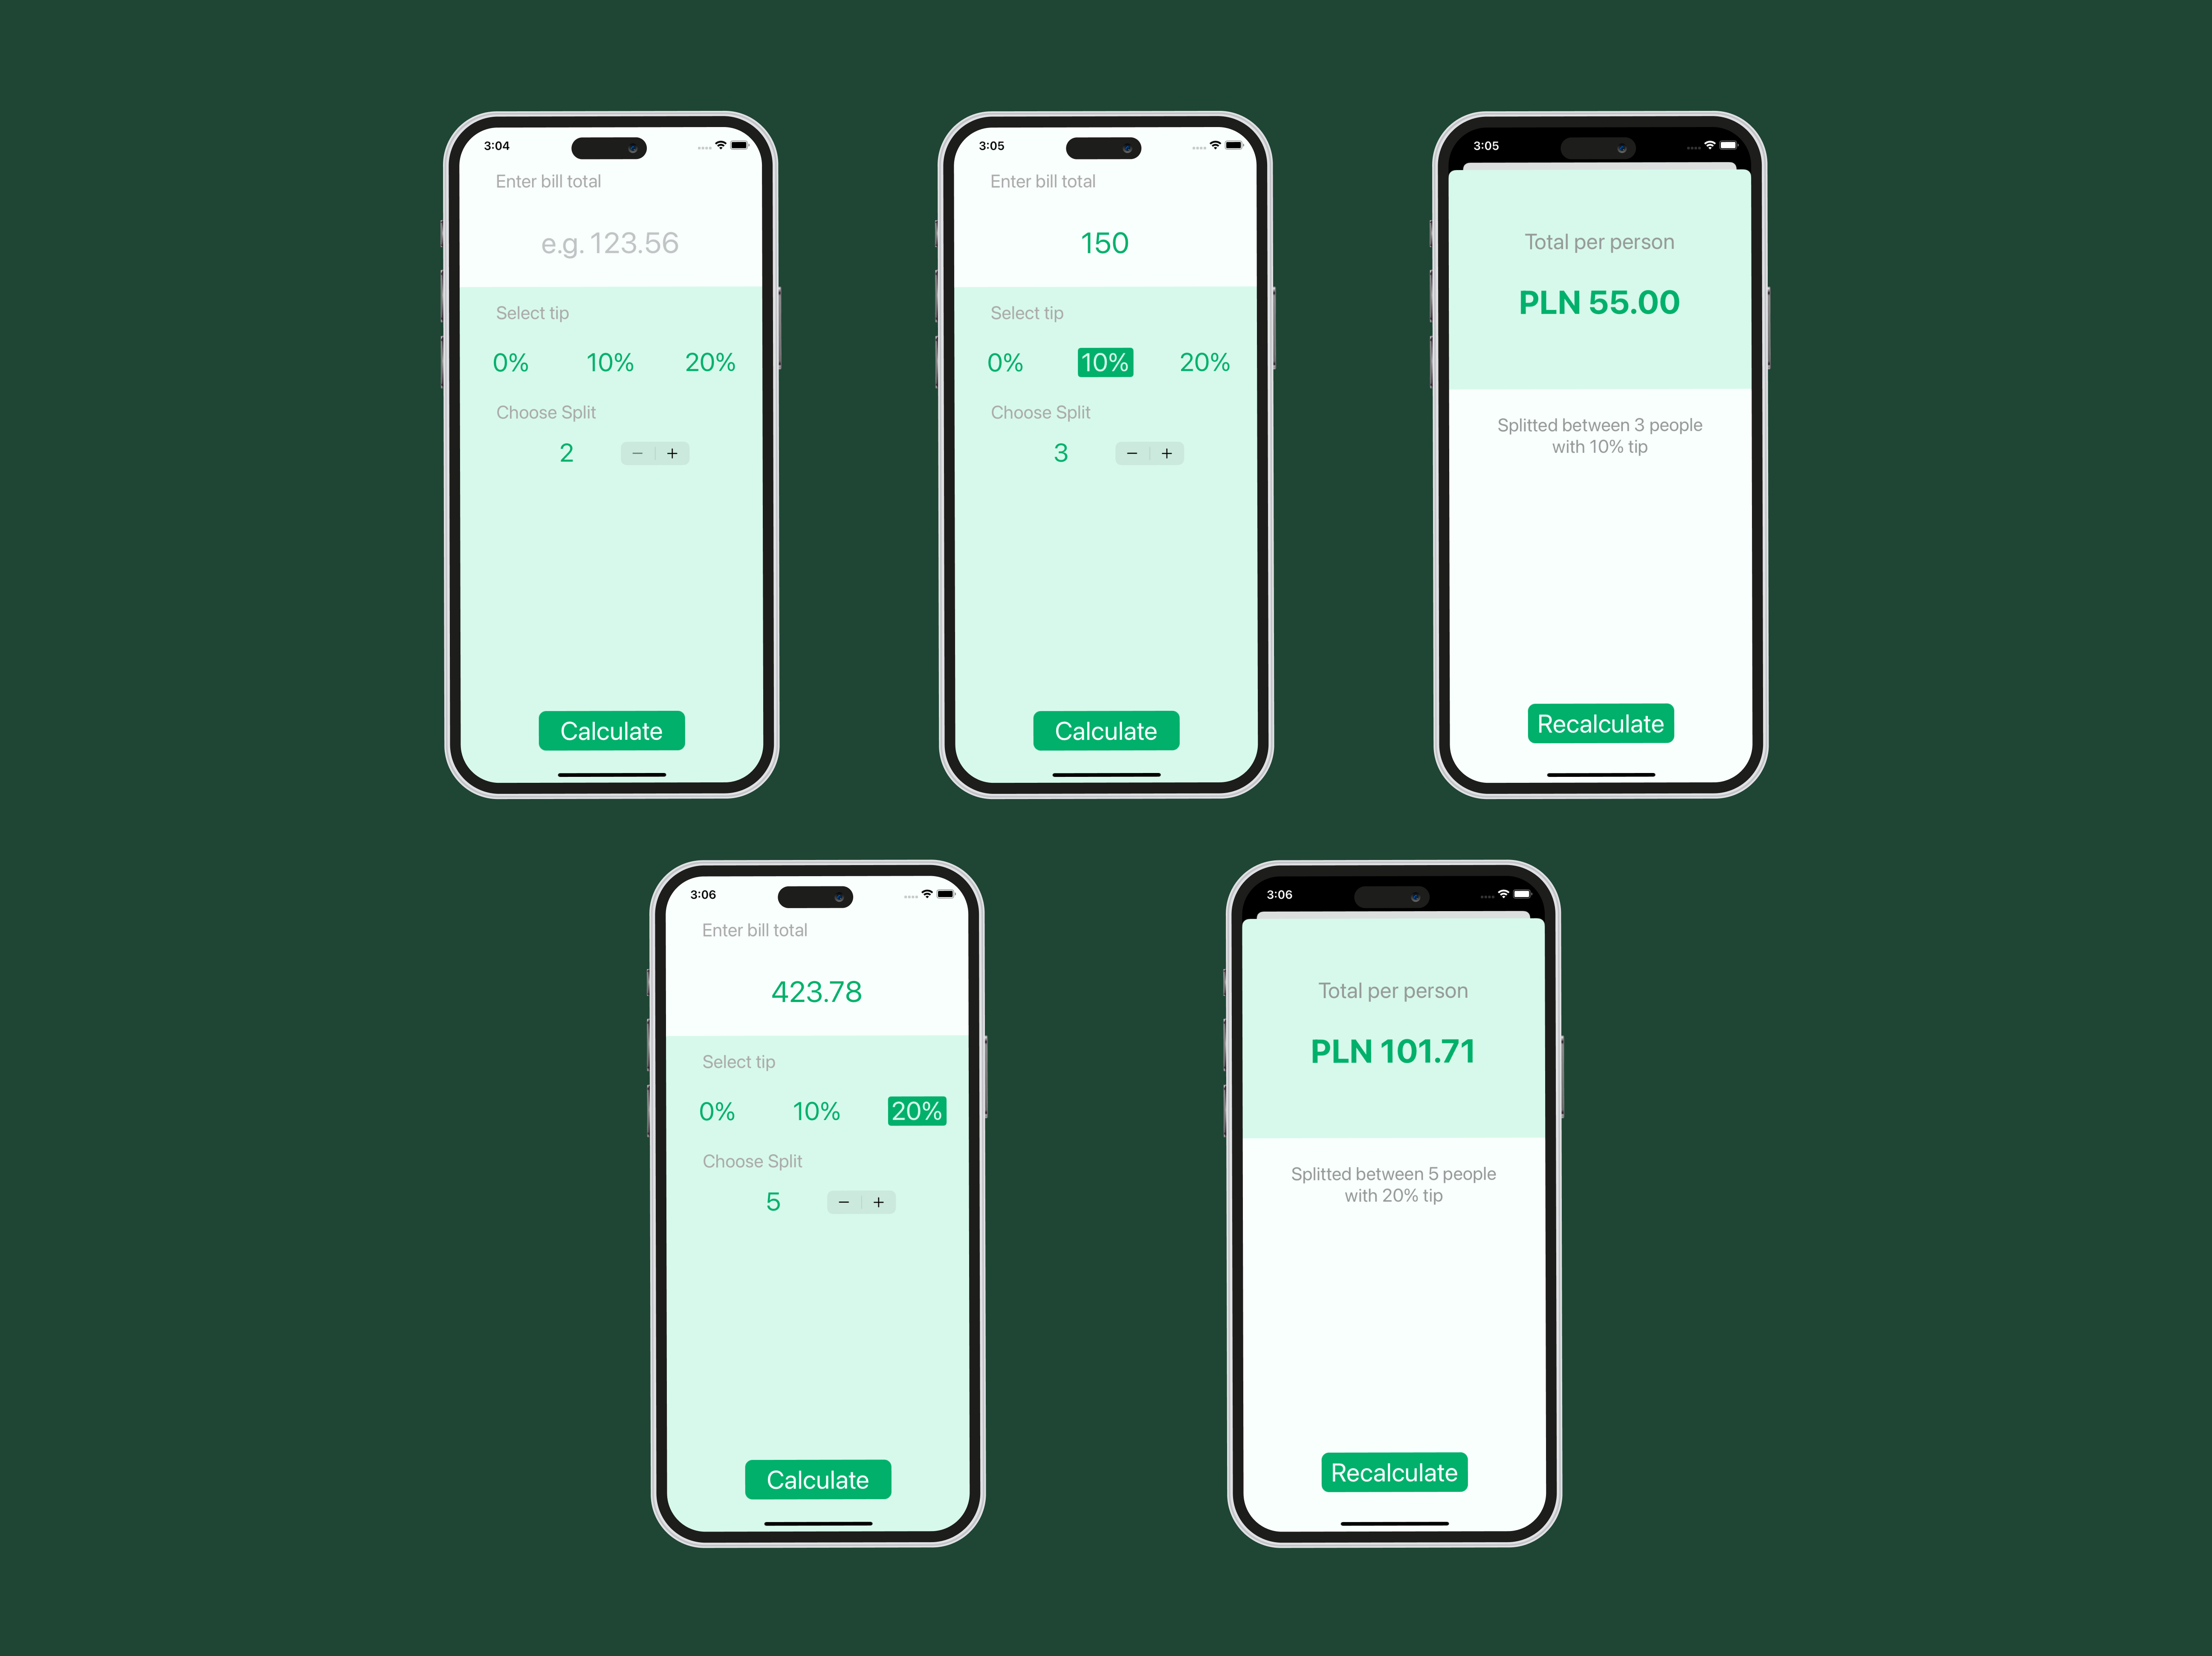 3:04
Enter bill total
e.g. 123.56
Select tip
0% 10% 20%
Choose Split
2 − +
Calculate
3:05
Enter bill total
150
Select tip
0% 10% 20%
Choose Split
3 − +
Calculate
3:05
Total per person
PLN 55.00
Splitted between 3 people
with 10% tip
Recalculate
3:06
Enter bill total
423.78
Select tip
0% 10% 20%
Choose Split
5 − +
Calculate
3:06
Total per person
PLN 101.71
Splitted between 5 people
with 20% tip
Recalculate